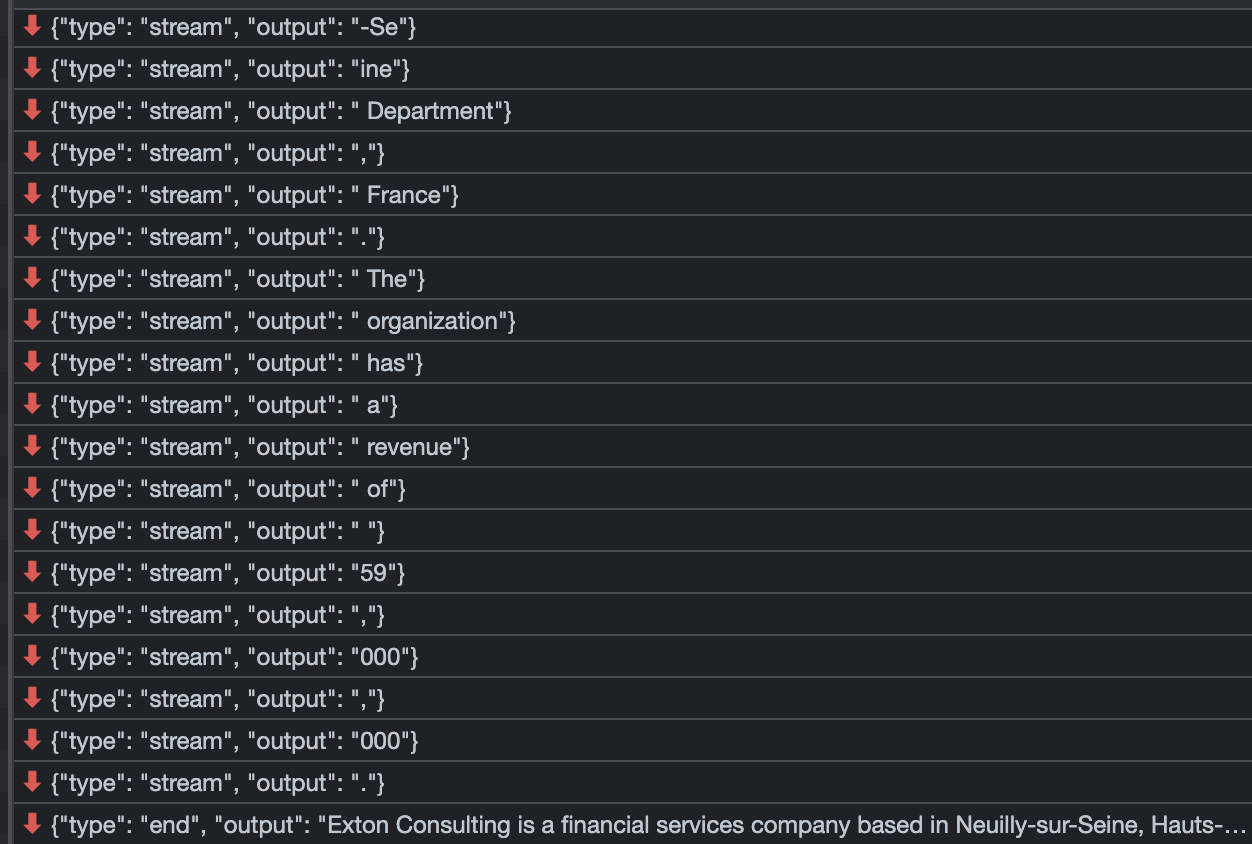 {"type": "stream", "output": "-Se"}
{"type": "stream", "output": "ine"}
{"type": "stream", "output": " Department"}
{"type": "stream", "output": ","}
{"type": "stream", "output": " France"}
{"type": "stream", "output": "."}
{"type": "stream", "output": " The"}
{"type": "stream", "output": " organization"}
{"type": "stream", "output": " has"}
{"type": "stream", "output": " a"}
{"type": "stream", "output": " revenue"}
{"type": "stream", "output": " of"}
{"type": "stream", "output": " "}
{"type": "stream", "output": "59"}
{"type": "stream", "output": ","}
{"type": "stream", "output": "000"}
{"type": "stream", "output": ","}
{"type": "stream", "output": "000"}
{"type": "stream", "output": "."}
{"type": "end", "output": "Exton Consulting is a financial services company based in Neuilly-sur-Seine, Hauts-…